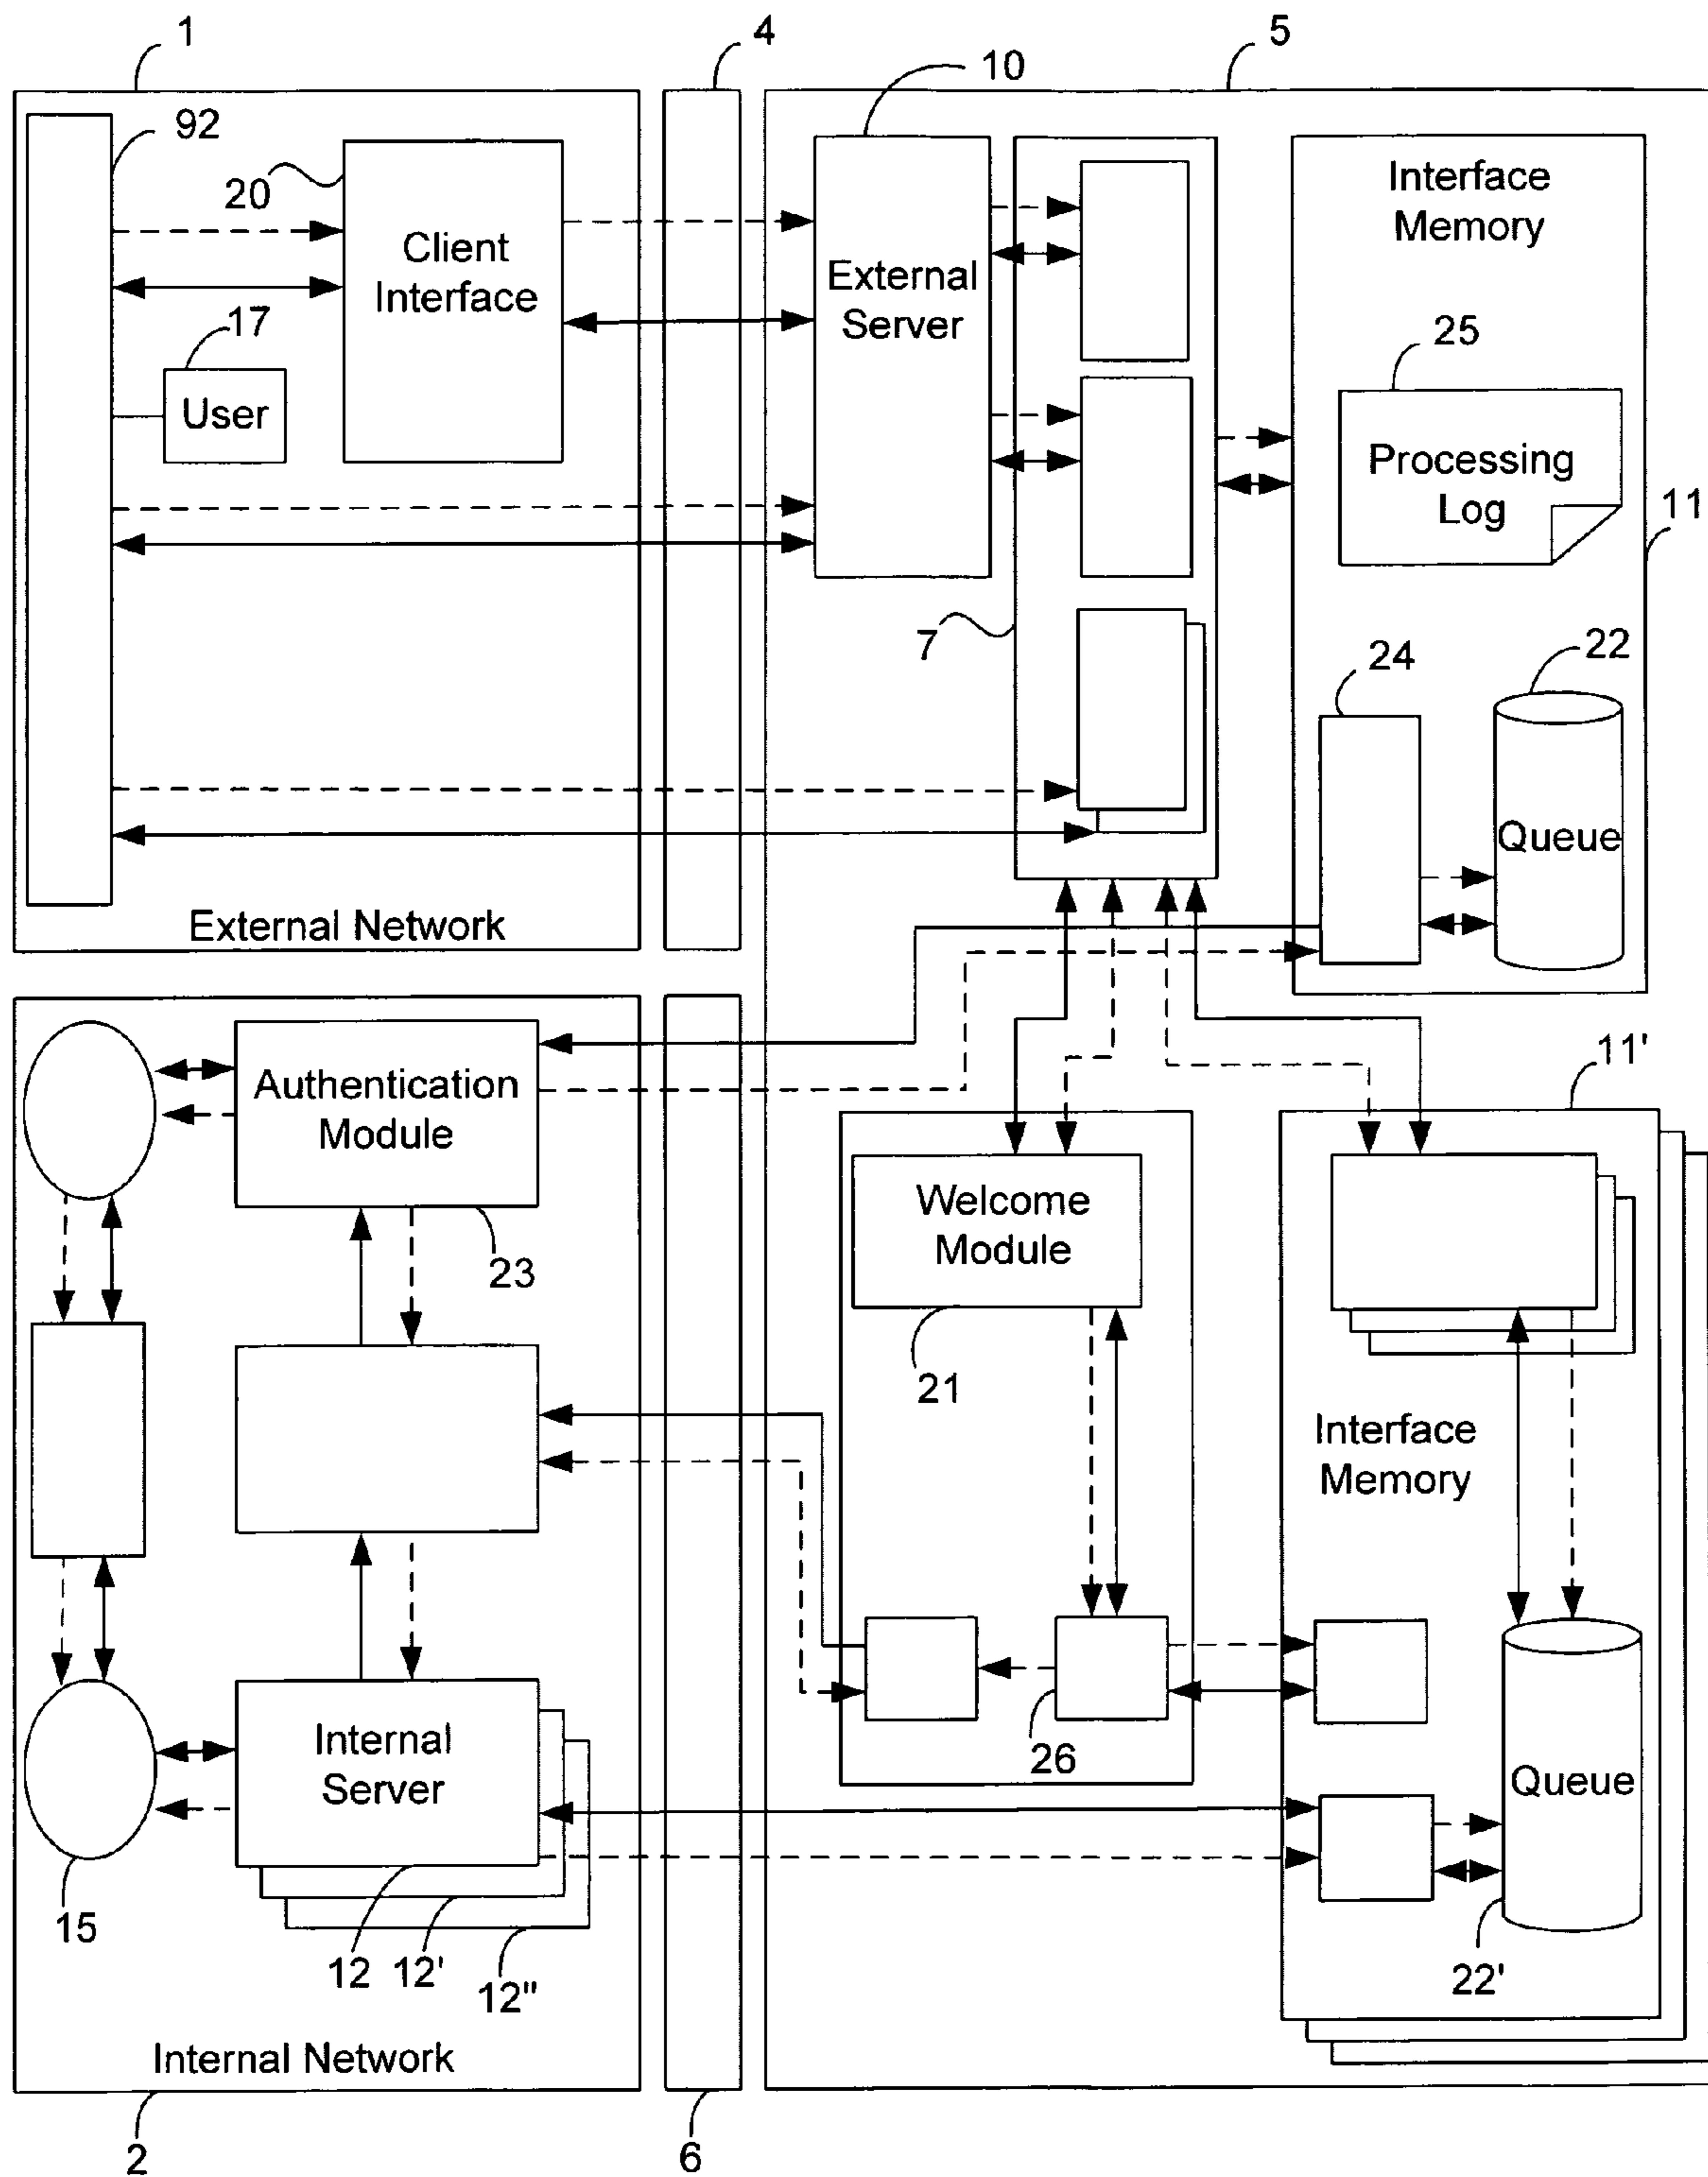 1
4
5
10
92
20
Client
Interface
17
User
External
Server
Interface
Memory
25
Processing
Log
11
7
24
22
Queue
External Network
11'
Authentication
Module
23
Welcome
Module
21
Interface
Memory
Internal
Server
26
Queue
15
12
12'
12"
22'
Internal Network
2
6